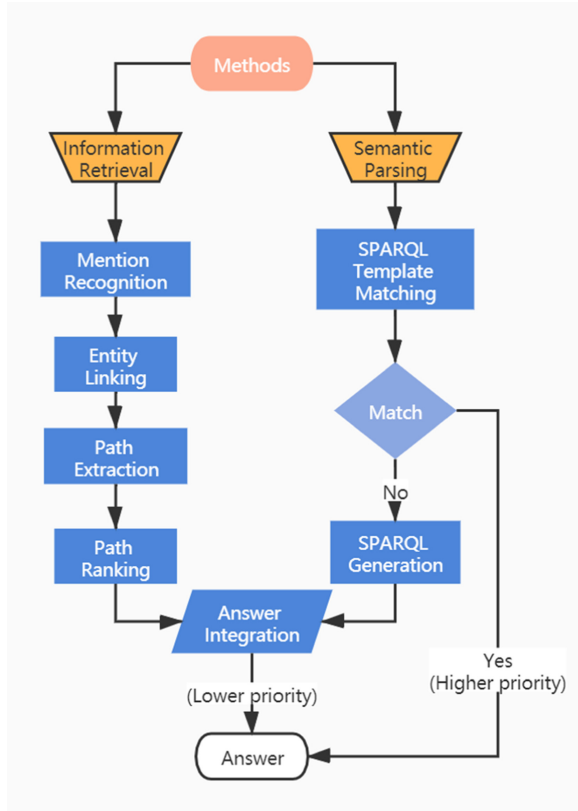 Methods
Information
Retrieval
Semantic
Parsing
Mention
Recognition
SPARQL
Template
Matching
Entity
Linking
Match
Path
Extraction
No
Path
Ranking
SPARQL
Generation
Answer
Integration
Yes
(Higher priority)
(Lower priority)
Answer